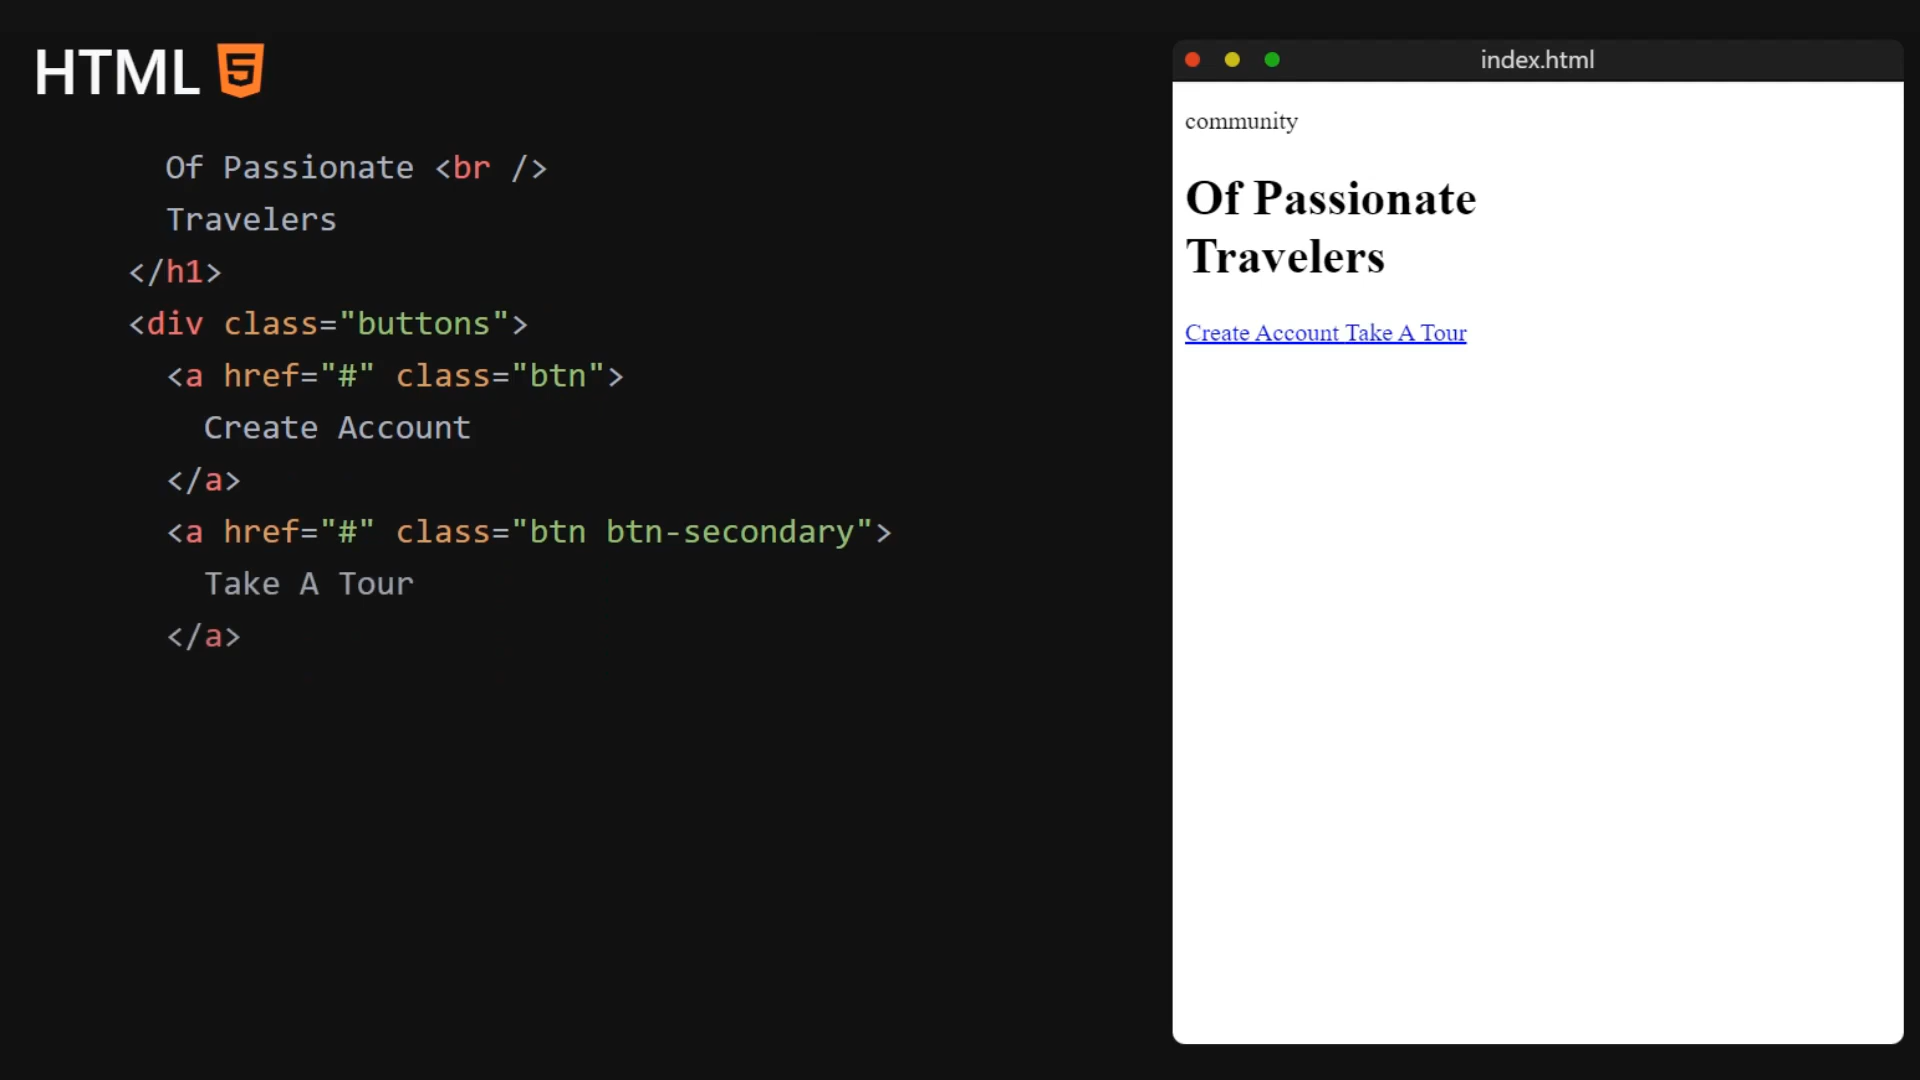 HTML 5
Of Passionate <br />
Travelers
</h1>
<div class="buttons">
<a href="#" class="btn">
Create Account
</a>
<a href="#" class="btn btn-secondary">
Take A Tour
</a>
index.html
community
Of Passionate
Travelers
Create Account Take A Tour